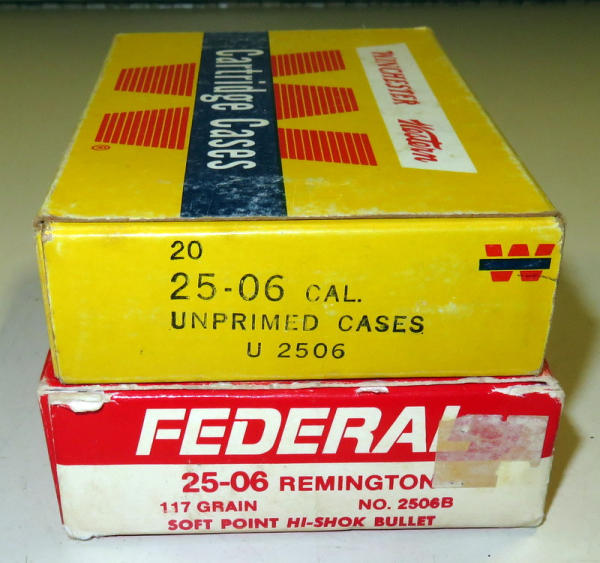 WINCHESTER Western
Cartridge Cases
®
20
25-06 CAL.
UNPRIMED CASES
U 2506
W
FEDERAL
25-06 REMINGTON
117 GRAIN NO. 2506B
SOFT POINT HI-SHOK BULLET